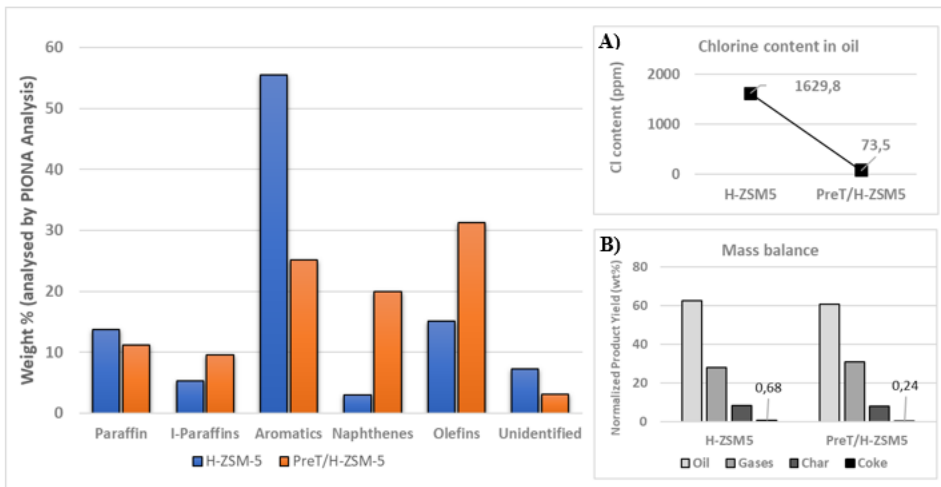 Weight % (analysed by PIONA Analysis)
60
50
40
30
20
10
0
Paraffin I-Paraffins Aromatics Naphthenes Olefins Unidentified
H-ZSM-5 PreT/H-ZSM-5
A)
Chlorine content in oil
Cl content (ppm)
2000
1000
0
1629,8
73,5
H-ZSM5 PreT/H-ZSM5
B)
Mass balance
Normalized Product Yield (wt%)
80
60
40
20
0
0,68
0,24
H-ZSM5 PreT/H-ZSM5
Oil Gases Char Coke